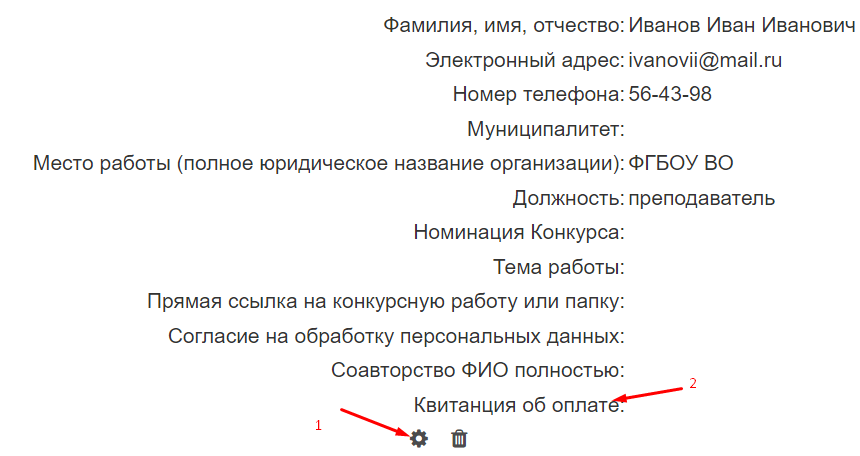 Фамилия, имя, отчество: Иванов Иван Иванович
Электронный адрес: ivanovii@mail.ru
Номер телефона: 56-43-98
Муниципалитет:
Место работы (полное юридическое название организации): ФГБОУ ВО
Должность: преподаватель
Номинация Конкурса:
Тема работы:
Прямая ссылка на конкурсную работу или папку:
Согласие на обработку персональных данных:
Соавторство ФИО полностью:
2
Квитанция об оплате:
1